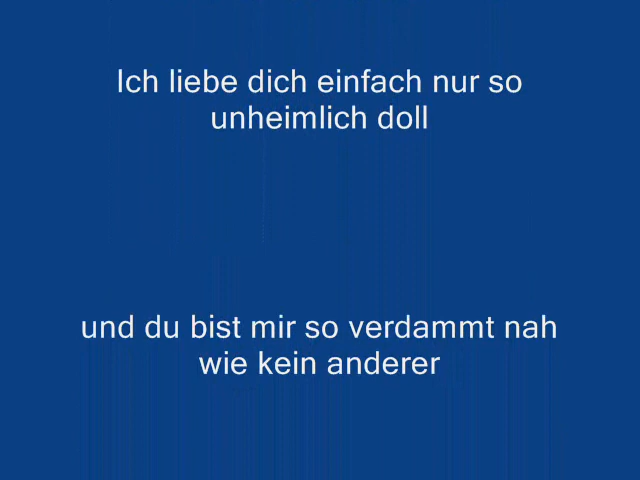 Ich liebe dich einfach nur so
unheimlich doll
und du bist mir so verdammt nah
wie kein anderer